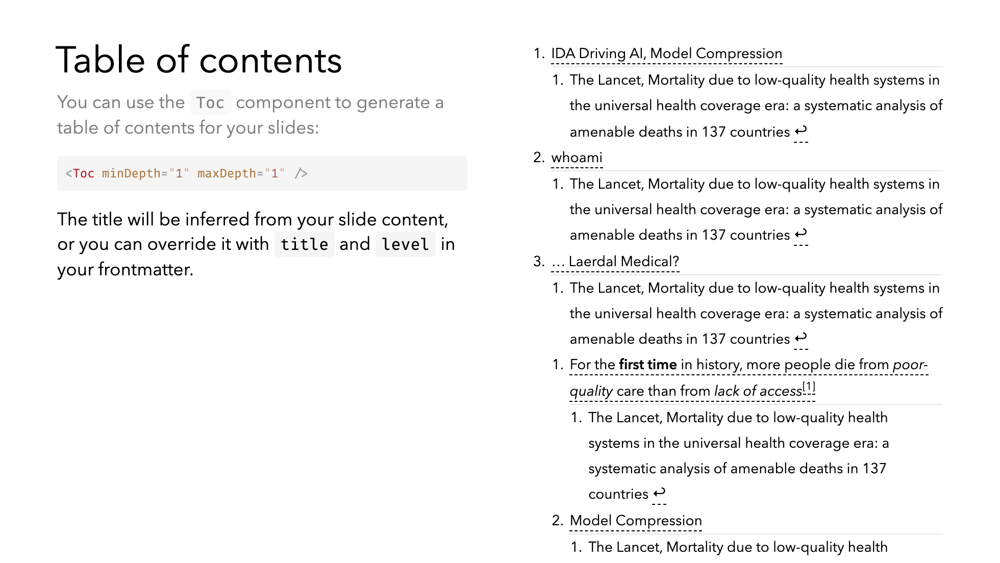 Table of contents
You can use the Toc component to generate a
table of contents for your slides:
<Toc minDepth="1" maxDepth="1" />
The title will be inferred from your slide content,
or you can override it with title and level in
your frontmatter.
1. IDA Driving AI, Model Compression
1. The Lancet, Mortality due to low-quality health systems in
the universal health coverage era: a systematic analysis of
amenable deaths in 137 countries ↩
2. whoami
1. The Lancet, Mortality due to low-quality health systems in
the universal health coverage era: a systematic analysis of
amenable deaths in 137 countries ↩
3. … Laerdal Medical?
1. The Lancet, Mortality due to low-quality health systems in
the universal health coverage era: a systematic analysis of
amenable deaths in 137 countries ↩
1. For the first time in history, more people die from poor-
quality care than from lack of access[1]
1. The Lancet, Mortality due to low-quality health
systems in the universal health coverage era: a
systematic analysis of amenable deaths in 137
countries ↩
2. Model Compression
1. The Lancet, Mortality due to low-quality health